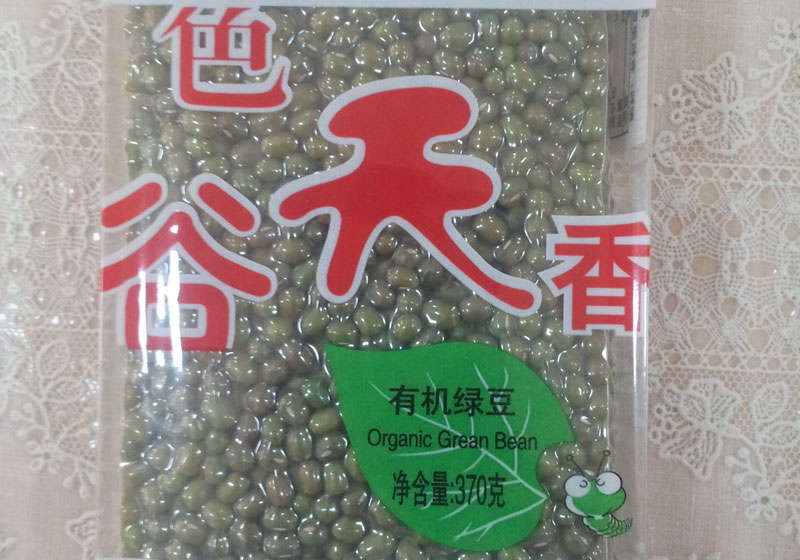 色
天
谷
香
有机绿豆
Organic Grean Bean
净含量:370克